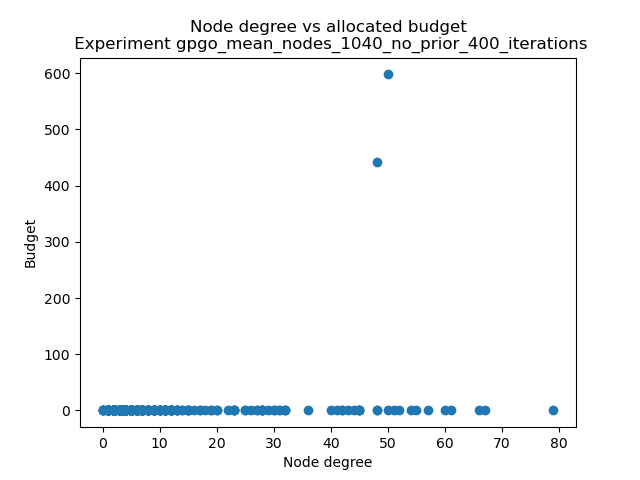 Node degree vs allocated budget
Experiment gpgo_mean_nodes_1040_no_prior_400_iterations
600
500
400
300
200
100
0
Budget
0 10 20 30 40 50 60 70 80
Node degree